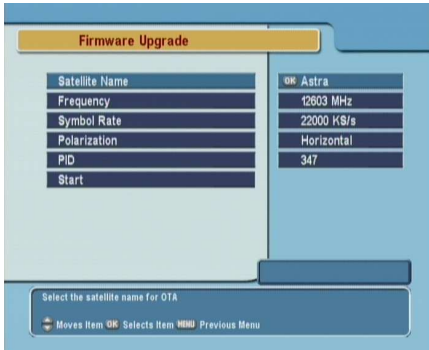 Firmware Upgrade
Satellite Name OK Astra
Frequency 12603 MHz
Symbol Rate 22000 KS/s
Polarization Horizontal
PID 347
Start
Select the satellite name for OTA
Moves Item OK Selects Item MENU Previous Menu